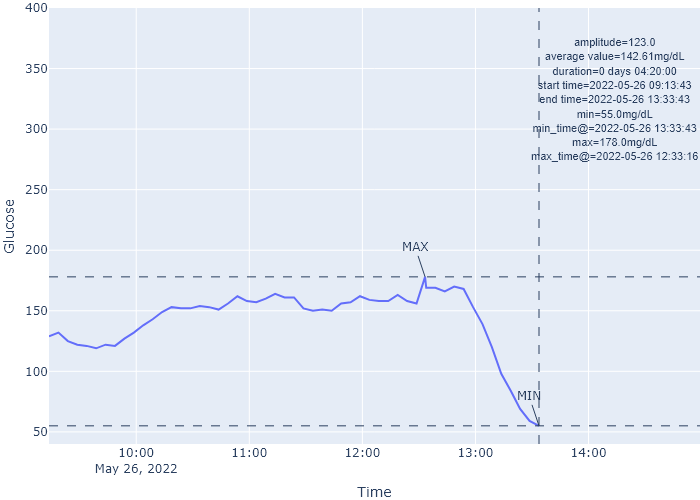 400
350
300
250
200
150
100
50
Glucose
amplitude=123.0
average value=142.61mg/dL
duration=0 days 04:20:00
start time=2022-05-26 09:13:43
end time=2022-05-26 13:33:43
min=55.0mg/dL
min_time@=2022-05-26 13:33:43
max=178.0mg/dL
max_time@=2022-05-26 12:33:16
MAX
MIN
10:00 11:00 12:00 13:00 14:00
May 26, 2022
Time